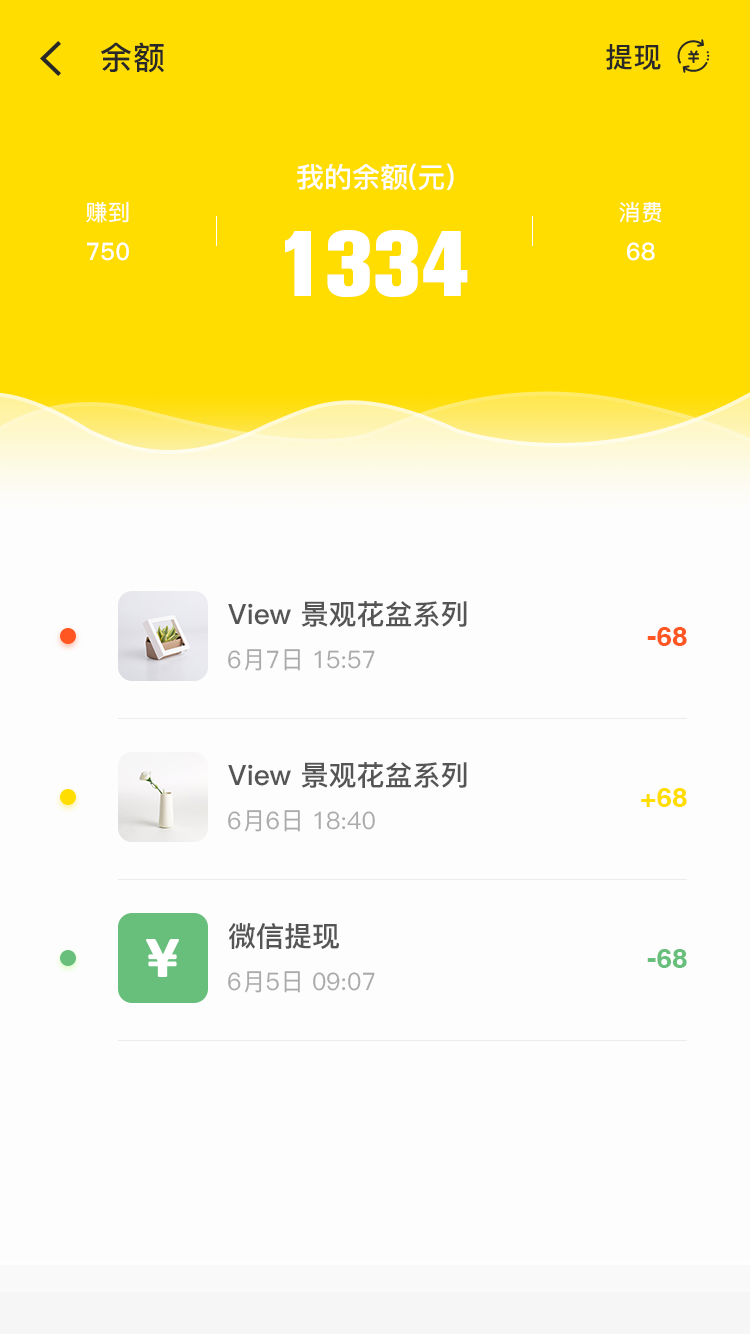 余额
提现
我的余额(元)
赚到
750
1334
消费
68
View 景观花盆系列
6月7日 15:57
-68
View 景观花盆系列
6月6日 18:40
+68
¥
微信提现
6月5日 09:07
-68